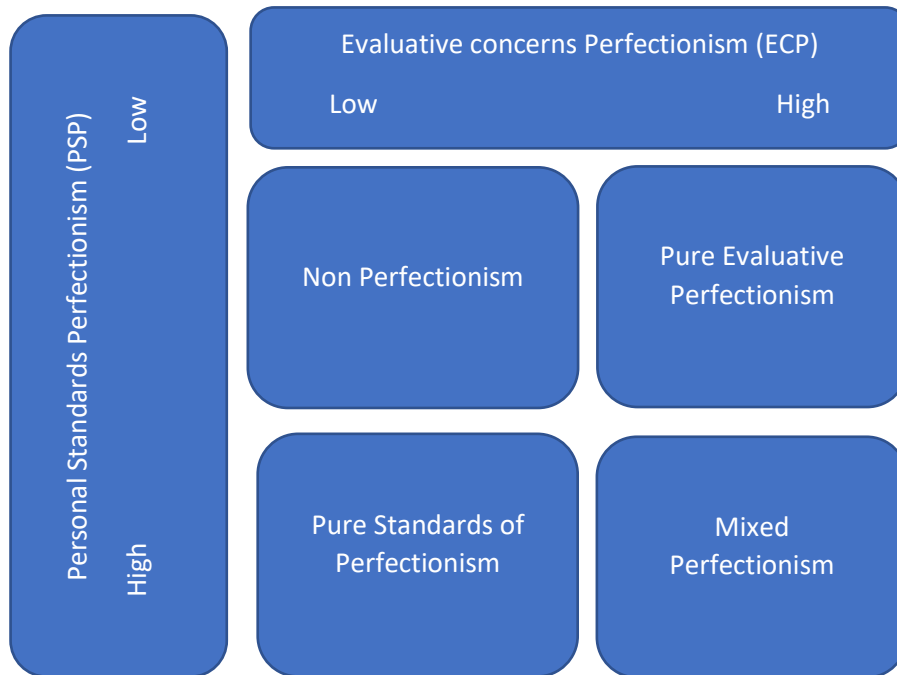 Evaluative concerns Perfectionism (ECP)
Low High
Personal Standards Perfectionism (PSP)
Low
High
Non Perfectionism
Pure Evaluative
Perfectionism
Pure Standards of
Perfectionism
Mixed
Perfectionism